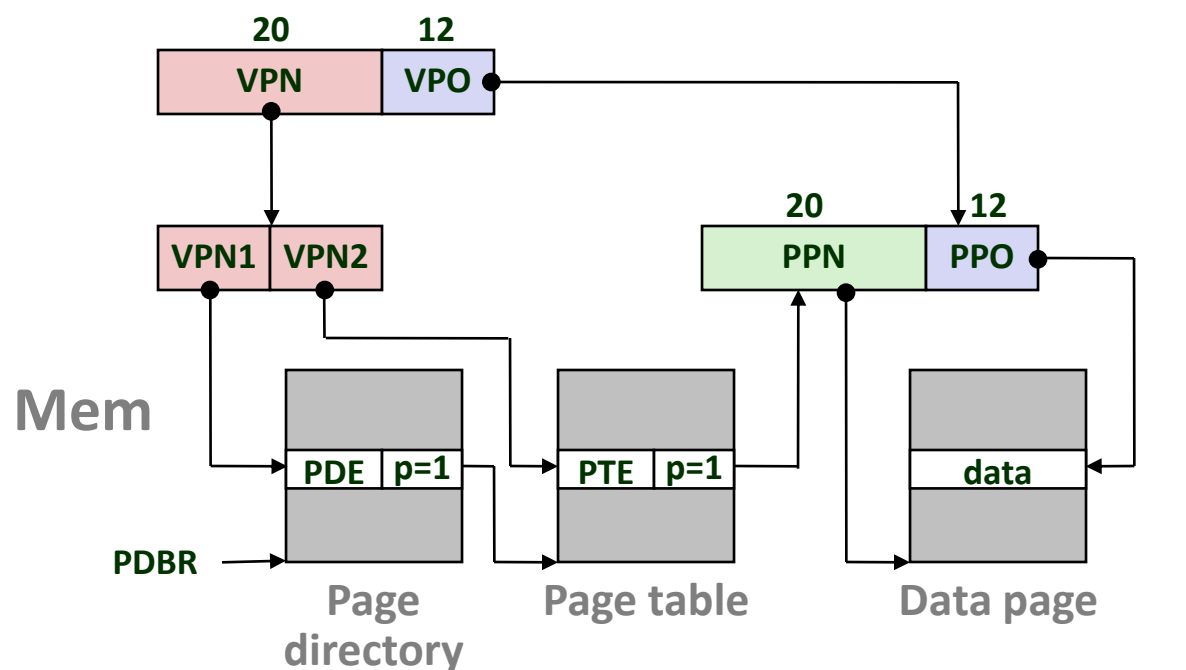 20 12
VPN VPO
20 12
VPN1 VPN2 PPN PPO
Mem
PDE p=1 PTE p=1 data
PDBR
Page directory
Page table
Data page